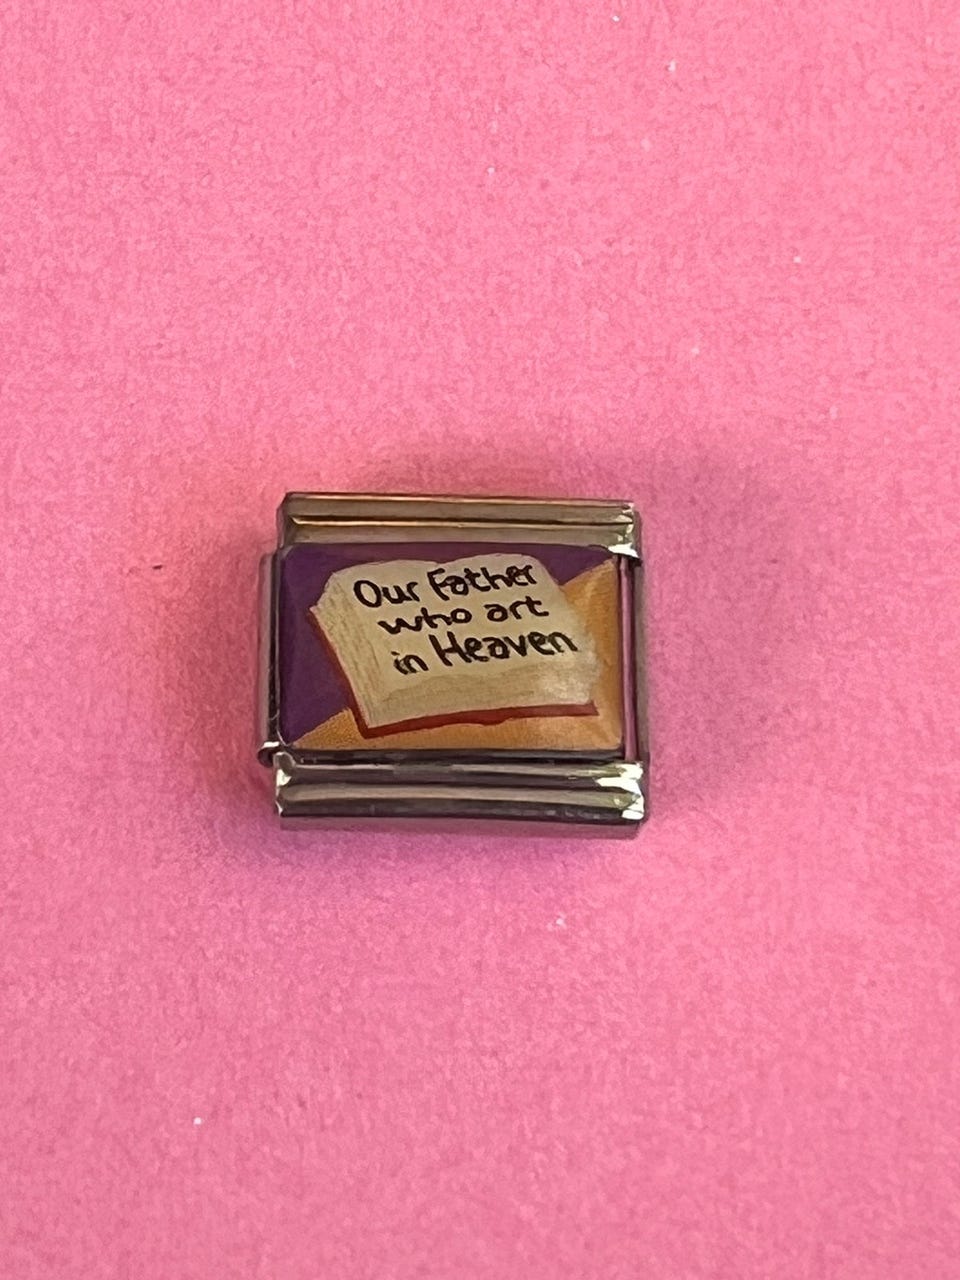 Our Father
who art
in Heaven